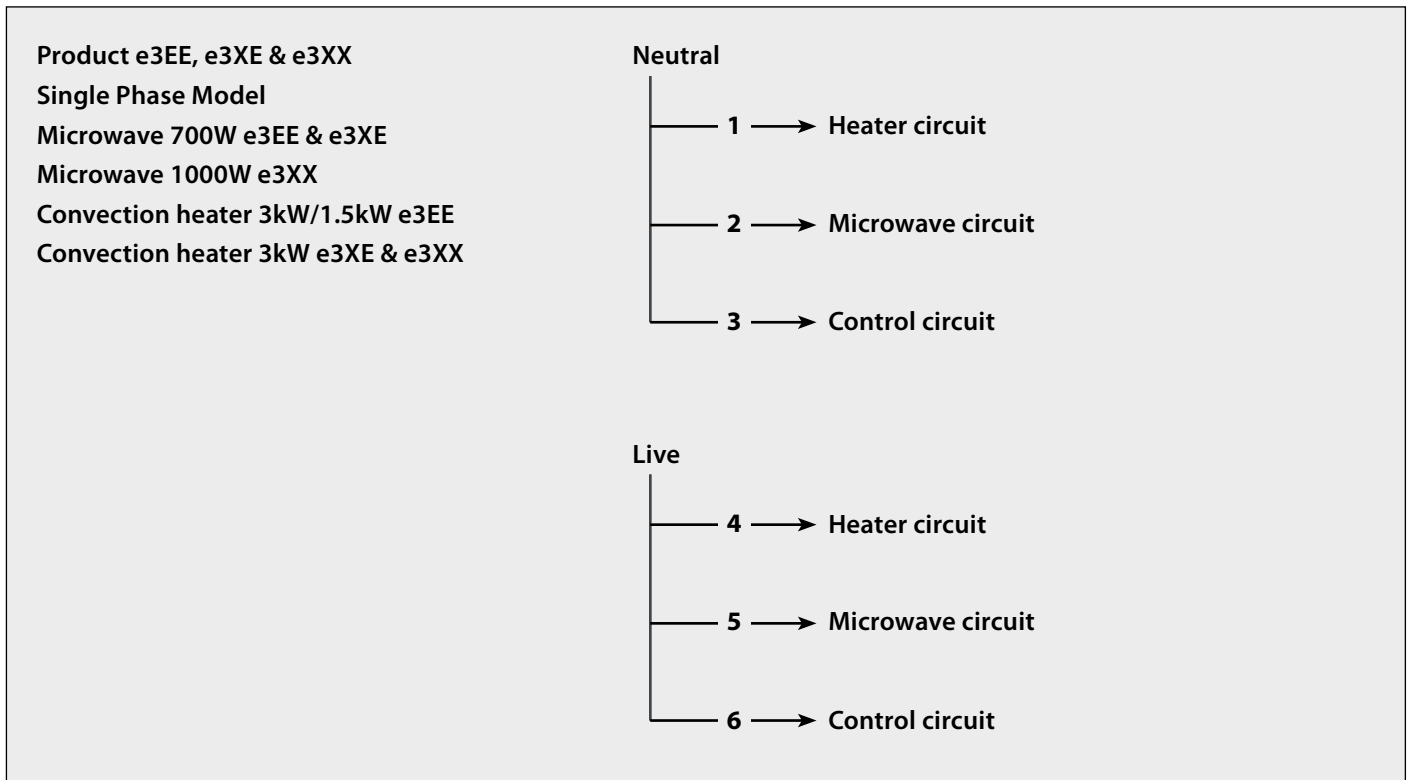 Product e3EE, e3XE & e3XX
Single Phase Model
Microwave 700W e3EE & e3XE
Microwave 1000W e3XX
Convection heater 3kW/1.5kW e3EE
Convection heater 3kW e3XE & e3XX
Neutral
1 Heater circuit
2 Microwave circuit
3 Control circuit
Live
4 Heater circuit
5 Microwave circuit
6 Control circuit